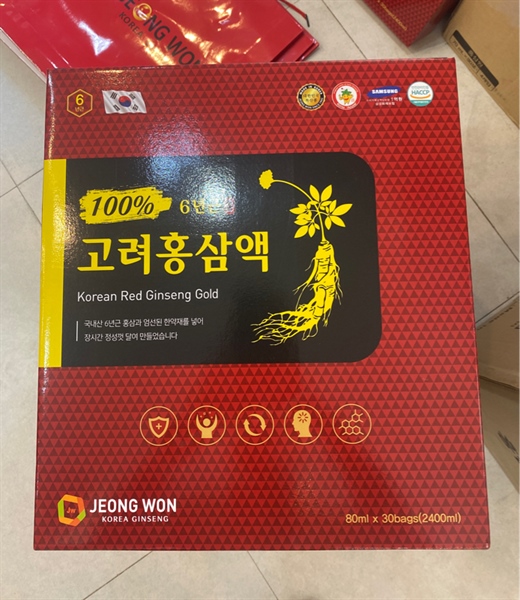 JEONG WON
6
년근
SAMSUNG
HACCP
100%
고려홍삼액
Korean Red Ginseng Gold
국내산 6년근 홍삼과 엄선된 한약재를 넣어
장시간 정성껏 달여 만들었습니다
JEONG WON
KOREA GINSENG
80ml x 30bags(2400ml)